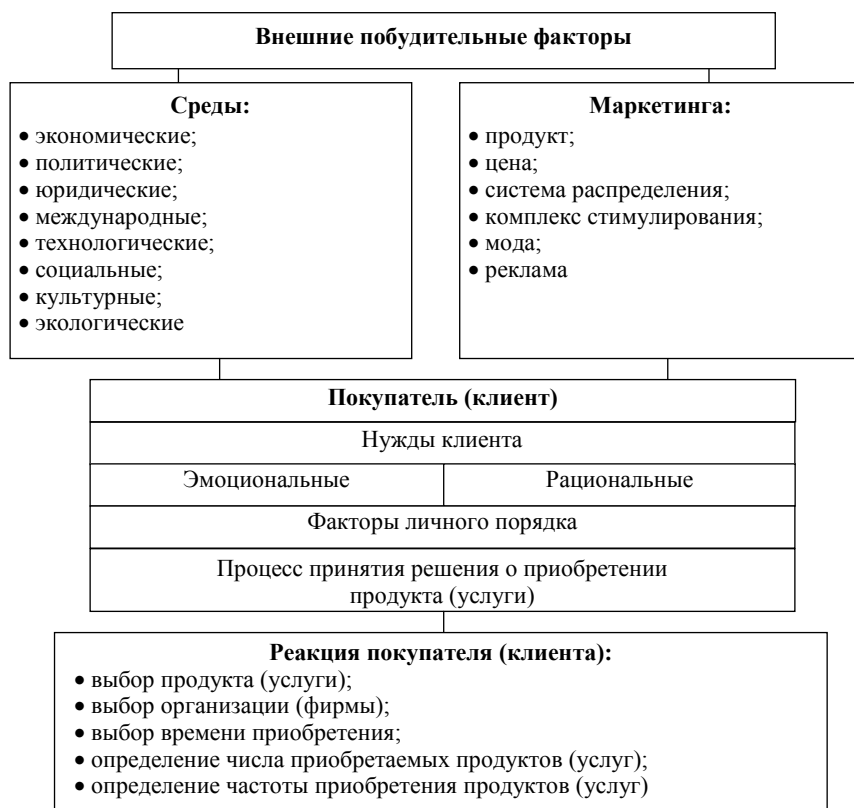 Внешние побудительные факторы
Среды:
• экономические;
• политические;
• юридические;
• международные;
• технологические;
• социальные;
• культурные;
• экологические
Маркетинга:
• продукт;
• цена;
• система распределения;
• комплекс стимулирования;
• мода;
• реклама
Покупатель (клиент)
Нужды клиента
Эмоциональные
Рациональные
Факторы личного порядка
Процесс принятия решения о приобретении
продукта (услуги)
Реакция покупателя (клиента):
• выбор продукта (услуги);
• выбор организации (фирмы);
• выбор времени приобретения;
• определение числа приобретаемых продуктов (услуг);
• определение частоты приобретения продуктов (услуг)